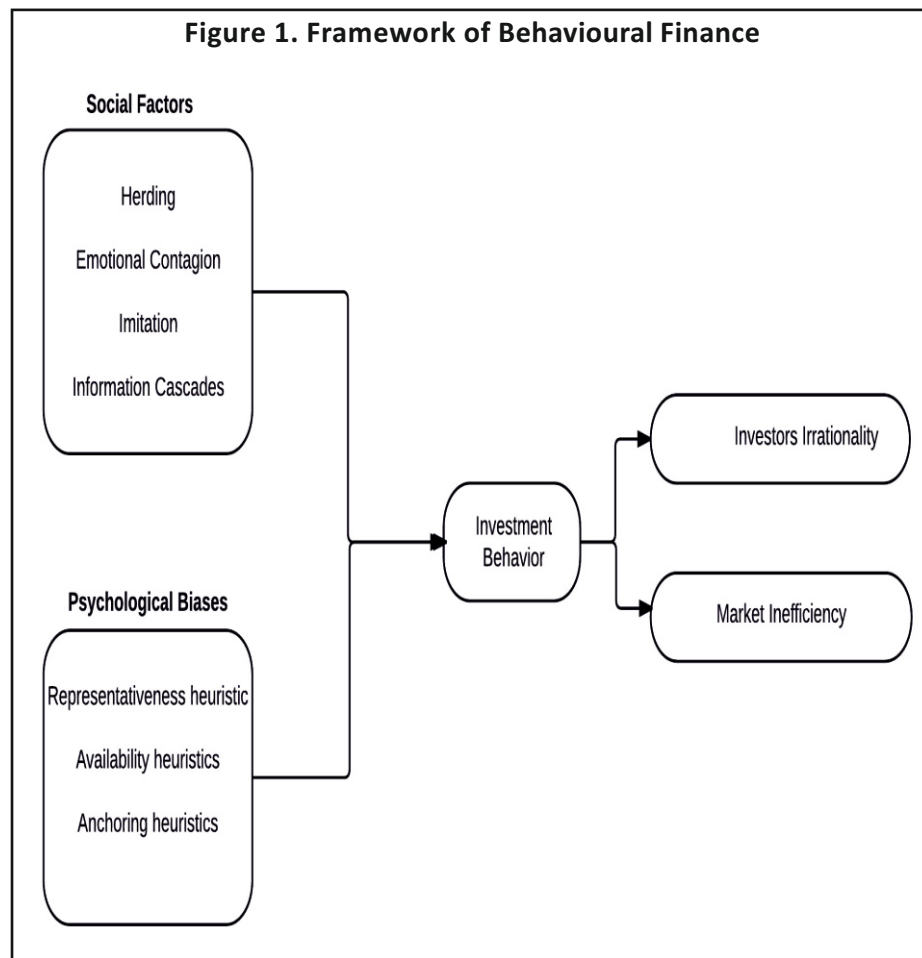 Figure 1. Framework of Behavioural Finance
Social Factors
Herding
Emotional Contagion
Imitation
Information Cascades
Psychological Biases
Representativeness heuristic
Availability heuristics
Anchoring heuristics
Investment
Behavior
Investors Irrationality
Market Inefficiency